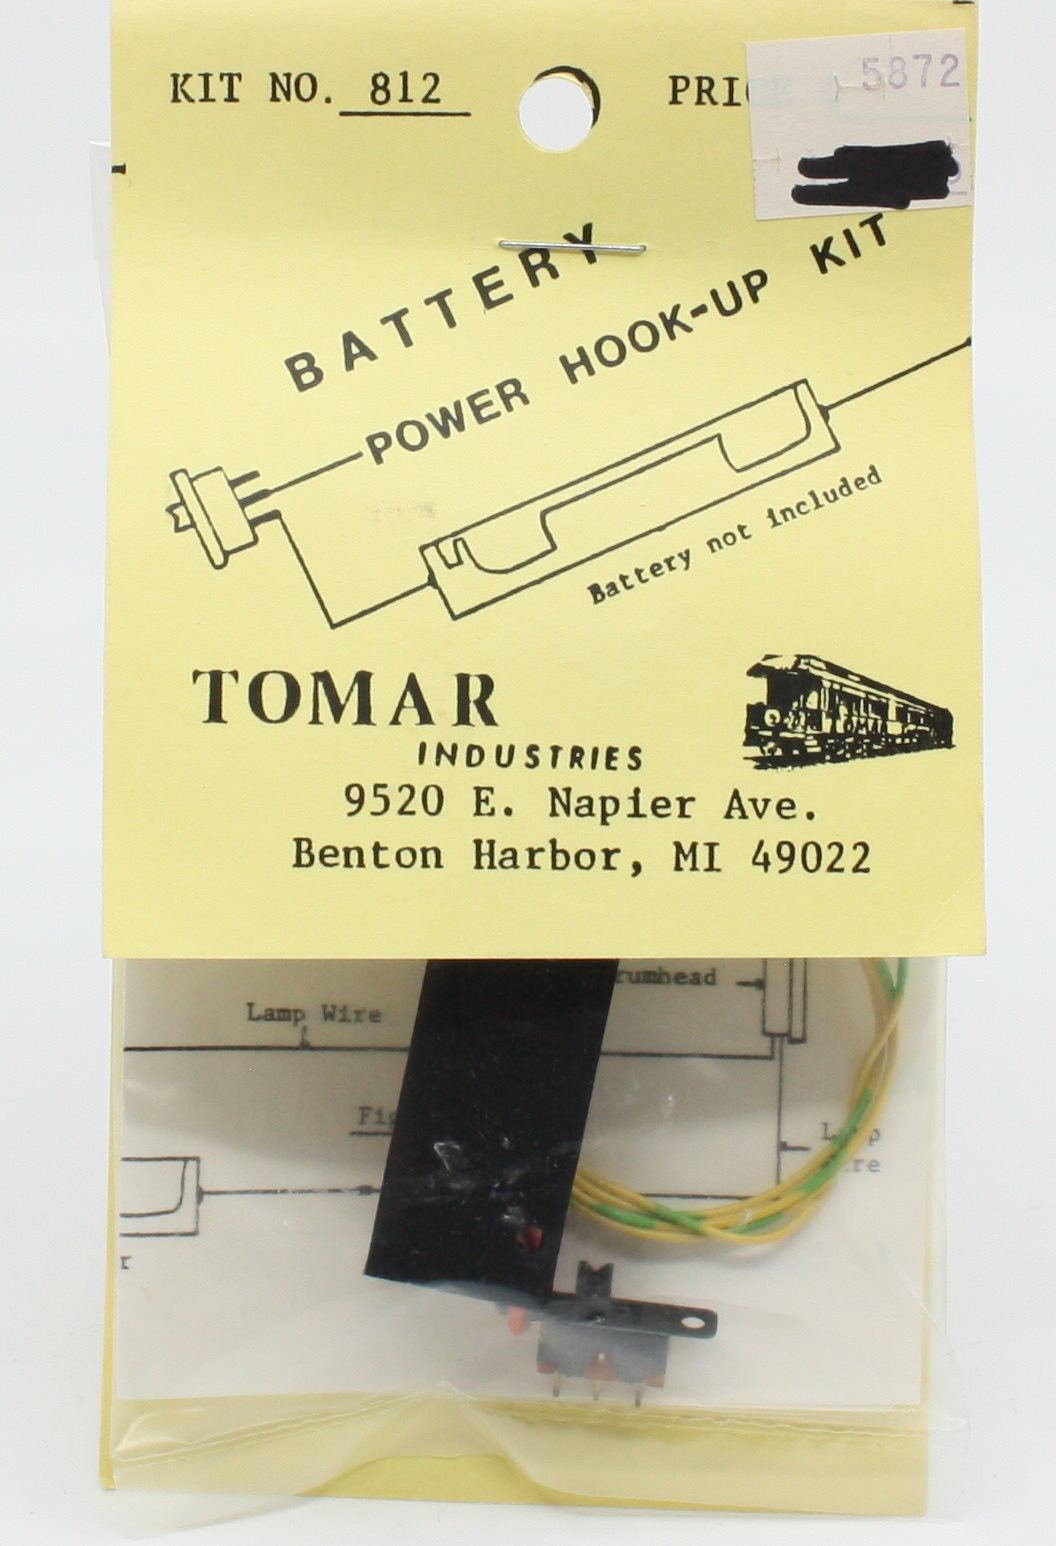 KIT NO. 812
5872
BATTERY
POWER HOOK-UP KIT
Battery not included
TOMAR
TOMAR
INDUSTRIES
9520 E. Napier Ave.
Benton Harbor, MI 49022
Lamp Wire